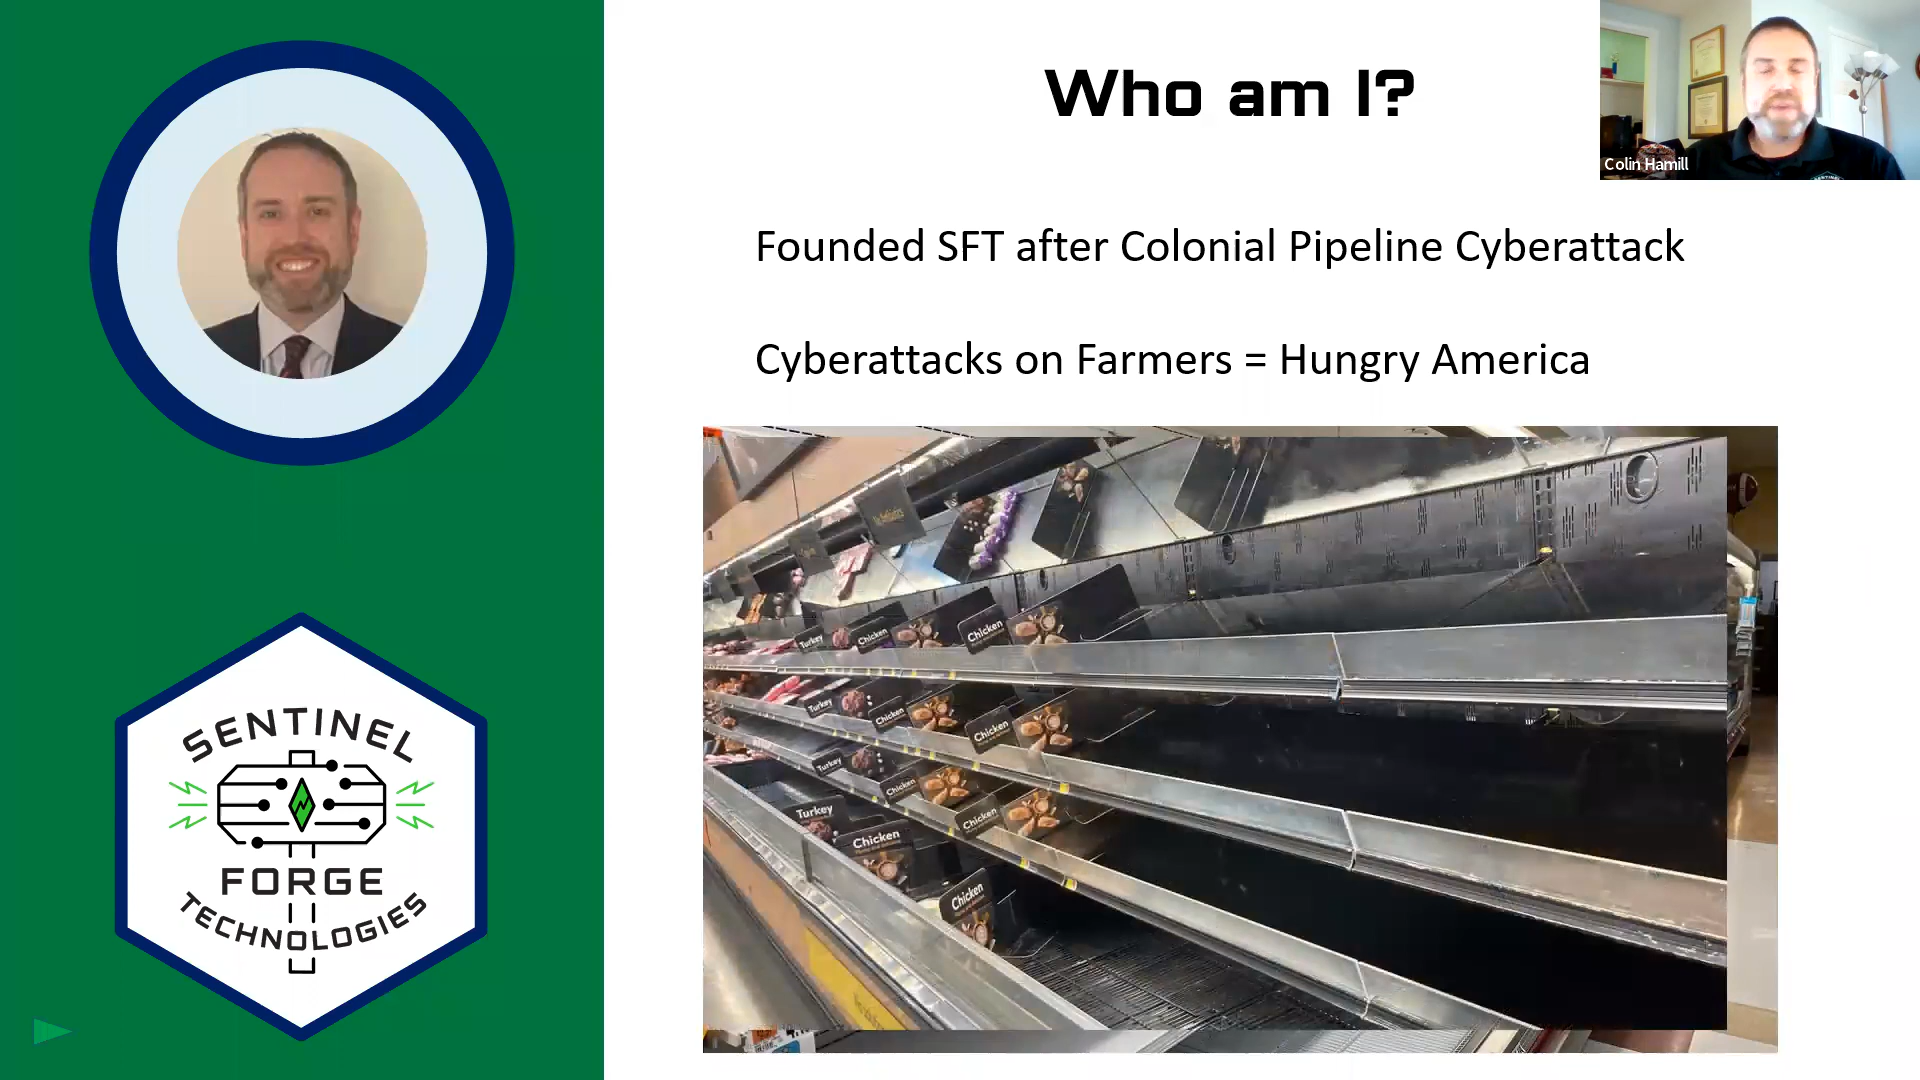 Who am I?
Colin Hamill
Founded SFT after Colonial Pipeline Cyberattack
Cyberattacks on Farmers = Hungry America
SENTINEL
FORGE
TECHNOLOGIES
Turkey
Chicken
Chicken
Turkey
Chicken
Chicken
Turkey
Chicken
Chicken
Turkey
Chicken
Chicken